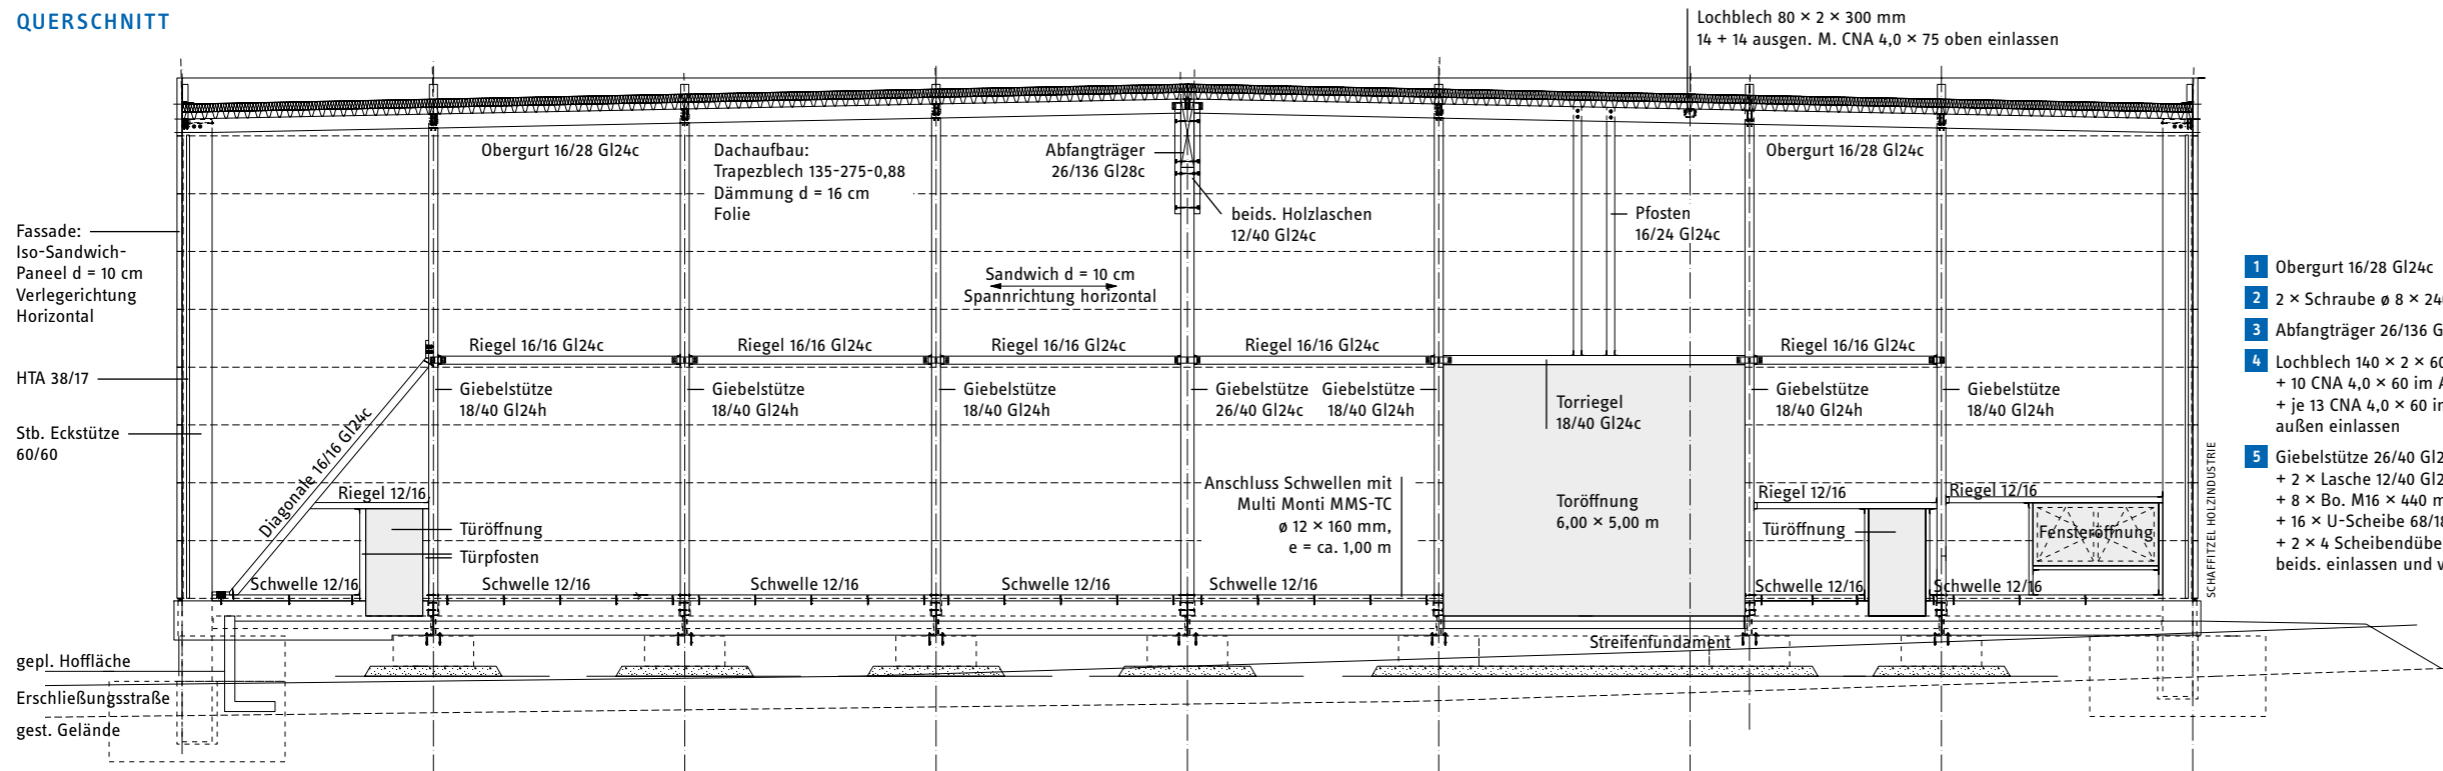 QUERSCHNITT
Lochblech 80 × 2 × 300 mm
14 + 14 ausgen. M. CNA 4,0 × 75 oben einlassen
Obergurt 16/28 Gl24c
Dachaufbau:
Trapezblech 135-275-0,88
Dämmung d = 16 cm
Folie
Abfangträger
26/136 Gl28c
Obergurt 16/28 Gl24c
beids. Holzlaschen
12/40 Gl24c
Pfosten
16/24 Gl24c
Fassade:
Iso-Sandwich-
Paneel d = 10 cm
Verlegerichtung
Horizontal
Sandwich d = 10 cm
Spannrichtung horizontal
Riegel 16/16 Gl24c
Riegel 16/16 Gl24c
Riegel 16/16 Gl24c
Riegel 16/16 Gl24c
Riegel 16/16 Gl24c
HTA 38/17
Giebelstütze
18/40 Gl24h
Giebelstütze
18/40 Gl24h
Giebelstütze
18/40 Gl24h
Giebelstütze
26/40 Gl24c
Giebelstütze
18/40 Gl24h
Torriegel
18/40 Gl24c
Giebelstütze
18/40 Gl24h
Giebelstütze
18/40 Gl24h
Stb. Eckstütze
60/60
Diagonale 16/16 Gl24c
Riegel 12/16
Türöffnung
Türpfosten
Anschluss Schwellen mit
Multi Monti MMS-TC
ø 12 × 160 mm,
e = ca. 1,00 m
Toröffnung
6,00 × 5,00 m
Riegel 12/16
Türöffnung
Riegel 12/16
Fensteröffnung
Schwelle 12/16
Schwelle 12/16
Schwelle 12/16
Schwelle 12/16
Schwelle 12/16
Schwelle 12/16
Schwelle 12/16
Streifenfundament
gepl. Hoffläche
Erschließungsstraße
gest. Gelände
SCHAFFITZEL HOLZINDUSTRIE
1 Obergurt 16/28 Gl24c
2 2 × Schraube ø 8 × 24
3 Abfangträger 26/136 G
4 Lochblech 140 × 2 × 60
+ 10 CNA 4,0 × 60 im
+ je 13 CNA 4,0 × 60
außen einlassen
5 Giebelstütze 26/40 Gl2
+ 2 × Lasche 12/40 Gl2
+ 8 × Bo. M16 × 440
+ 16 × U-Scheibe 68/18
+ 2 × 4 Scheibendübe
beids. einlassen und